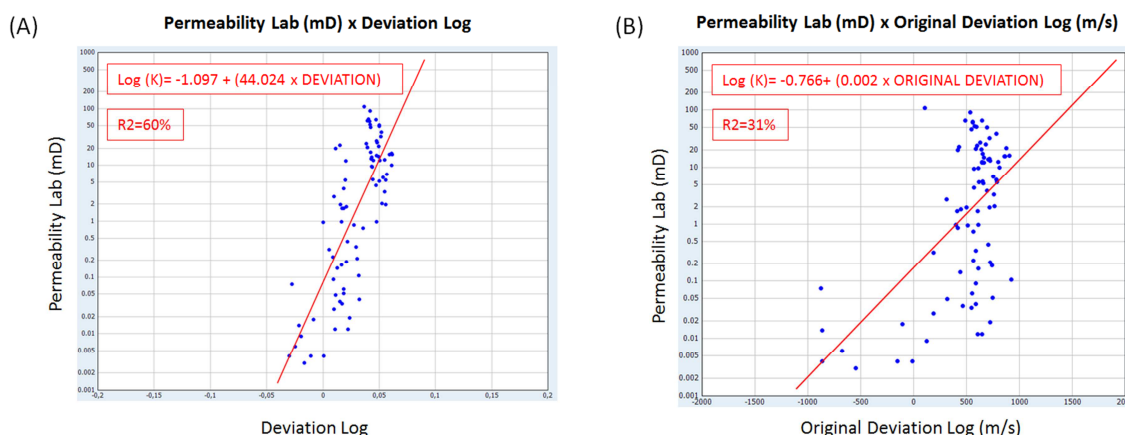 (A)
Permeability Lab (mD) x Deviation Log
1000
500
200
100
50
20
10
5
2
1
0.5
0.2
0.1
0.05
0.02
0.01
0.005
0.002
0.001
Permeability Lab (mD)
Log (K)= -1.097 + (44.024 x DEVIATION)
R2=60%
-0,2 -0,15 -0,1 -0,05 0 0,05 0,1 0,15 0,2
Deviation Log
(B)
Permeability Lab (mD) x Original Deviation Log (m/s)
1000
500
200
100
50
20
10
5
2
1
0.5
0.2
0.1
0.05
0.02
0.01
0.005
0.002
0.001
Permeability Lab (mD)
Log (K)= -0.766+ (0.002 x ORIGINAL DEVIATION)
R2=31%
-2000 -1500 -1000 -500 0 500 1000 1500
Original Deviation Log (m/s)